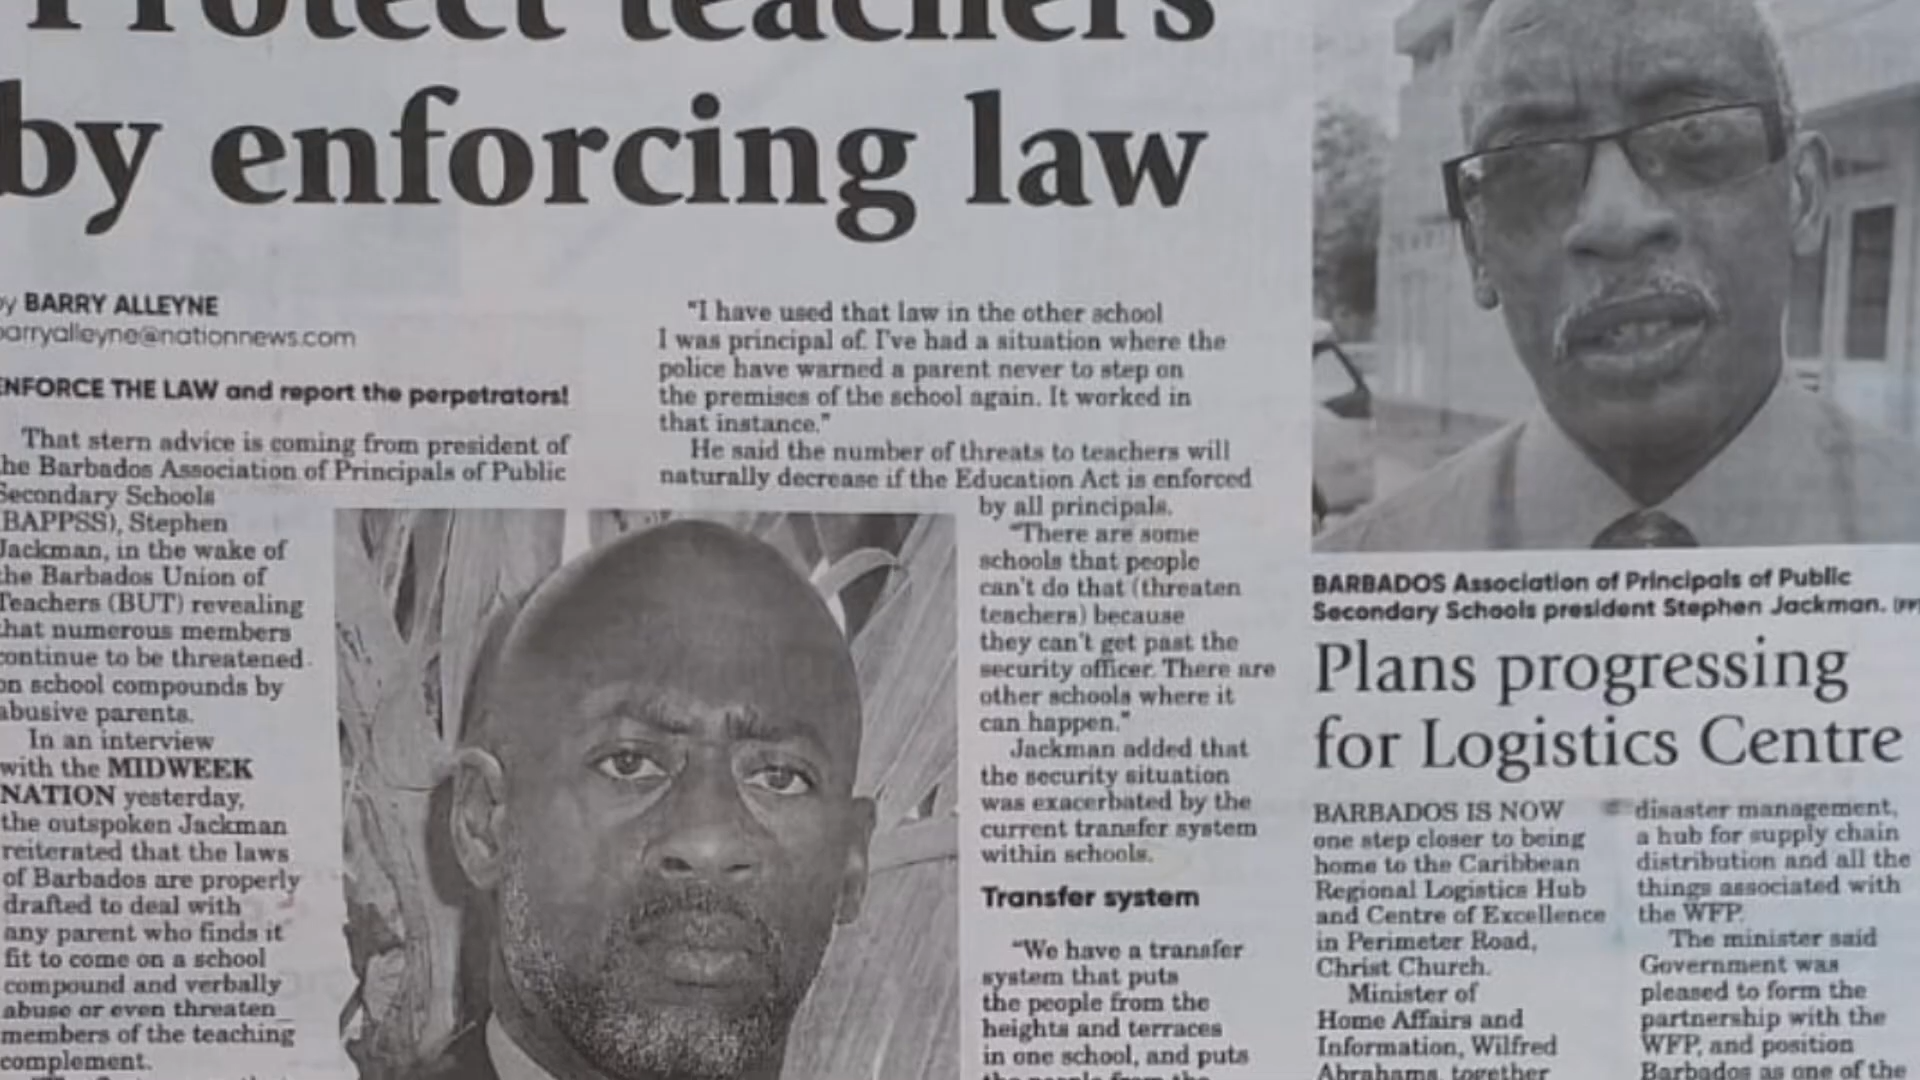 Protect teachers
by enforcing law
by BARRY ALLEYNE
barryalleyne@nationnews.com
ENFORCE THE LAW and report the perpetrators!
That stern advice is coming from president of
the Barbados Association of Principals of Public
Secondary Schools
(BAPPSS), Stephen
Jackman, in the wake of
the Barbados Union of
Teachers (BUT) revealing
that numerous members
continue to be threatened
on school compounds by
abusive parents.
In an interview
with the MIDWEEK
NATION yesterday,
the outspoken Jackman
reiterated that the laws
of Barbados are properly
drafted to deal with
any parent who finds it
fit to come on a school
compound and verbally
abuse or even threaten
members of the teaching
complement.
"I have used that law in the other school
I was principal of. I've had a situation where the
police have warned a parent never to step on
the premises of the school again. It worked in
that instance."
He said the number of threats to teachers will
naturally decrease if the Education Act is enforced
by all principals.
"There are some
schools that people
can't do that (threaten
teachers) because
they can't get past the
security officer. There are
other schools where it
can happen."
Jackman added that
the security situation
was exacerbated by the
current transfer system
within schools.
Transfer system
"We have a transfer
system that puts
the people from the
heights and terraces
in one school, and puts
the people from the
BARBADOS Association of Principals of Public
Secondary Schools president Stephen Jackman.
Plans progressing
for Logistics Centre
BARBADOS IS NOW
one step closer to being
home to the Caribbean
Regional Logistics Hub
and Centre of Excellence
in Perimeter Road,
Christ Church.
Minister of
Home Affairs and
Information, Wilfred
Abrahams, together
disaster management,
a hub for supply chain
distribution and all the
things associated with
the WFP.
The minister said
Government was
pleased to form the
partnership with the
WFP, and position
Barbados as one of the